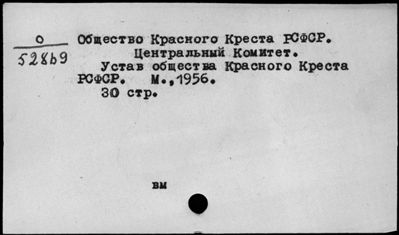 О
52869
Общество Красного Креста РСФСР.
Центральный Комитет.
Устав общества Красного Креста
РСФСР. М.,1956.
30 стр.
вм